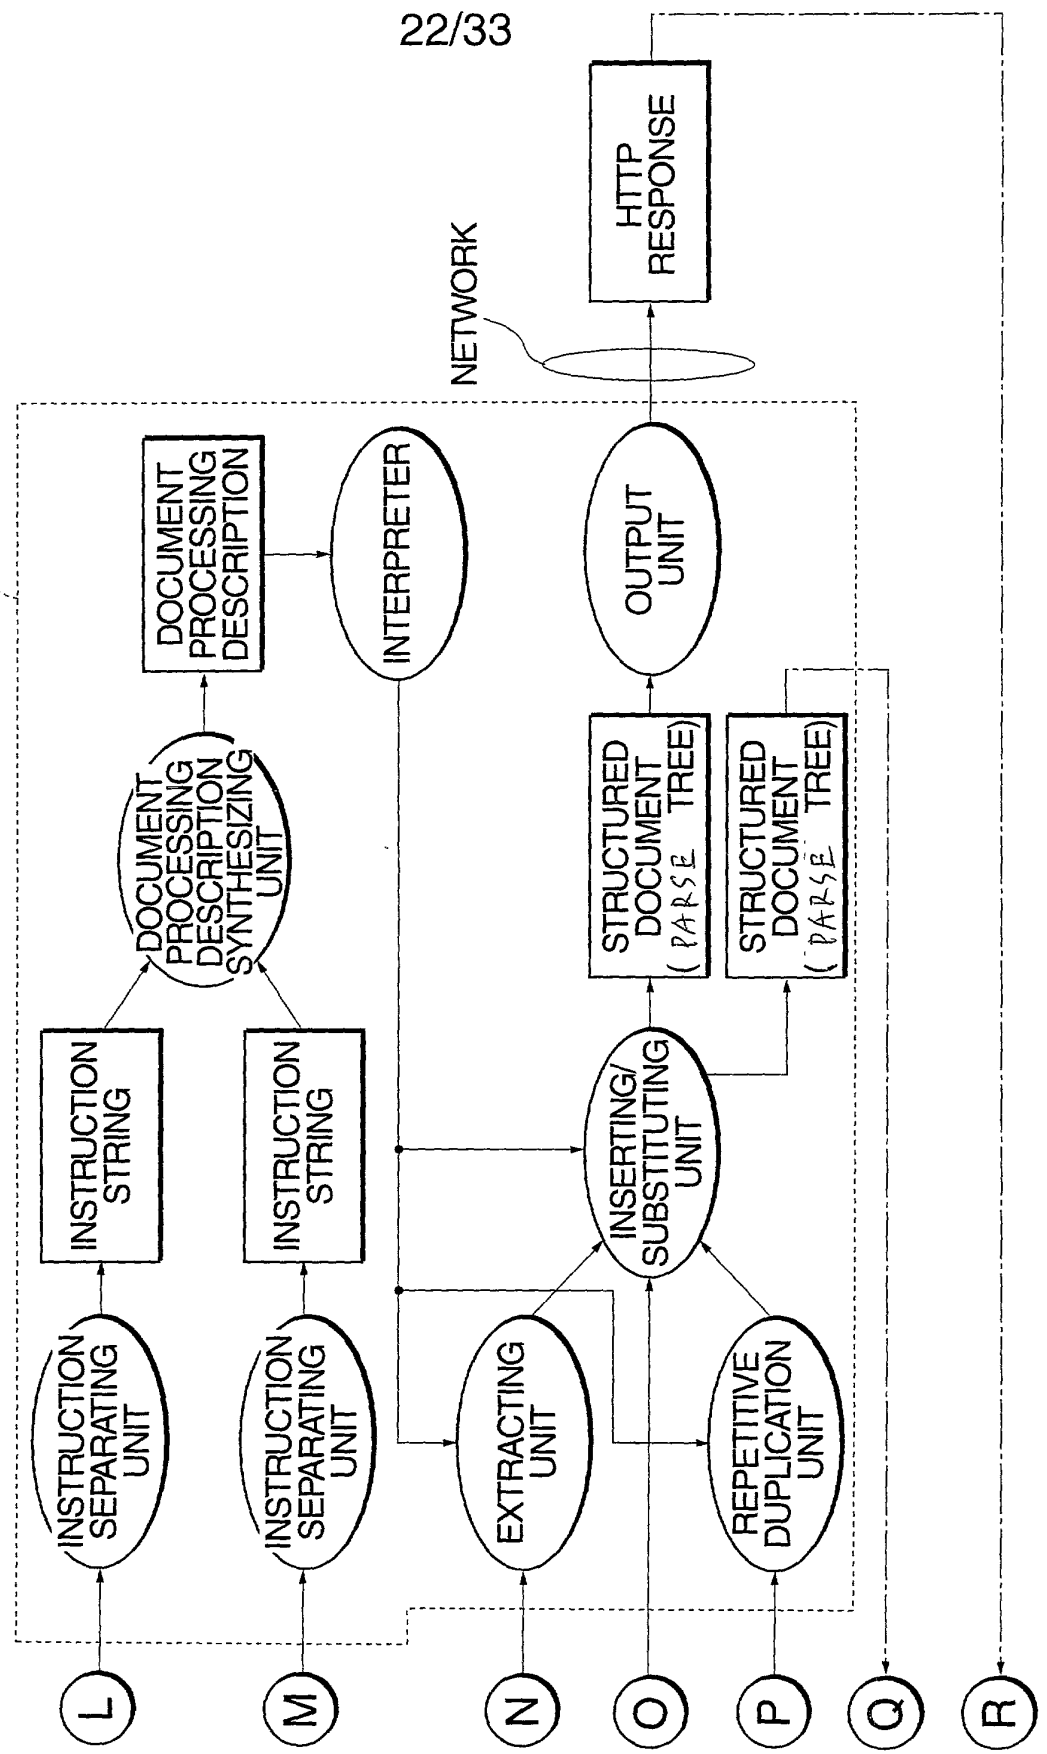 22/33
L
INSTRUCTION
SEPARATING
UNIT
INSTRUCTION
STRING
M
INSTRUCTION
SEPARATING
UNIT
INSTRUCTION
STRING
DOCUMENT
PROCESSING
DESCRIPTION
SYNTHESIZING
UNIT
DOCUMENT
PROCESSING
DESCRIPTION
INTERPRETER
NETWORK
N
EXTRACTING
UNIT
O
INSERTING/
SUBSTITUTING
UNIT
STRUCTURED
DOCUMENT
(PARSE TREE)
OUTPUT
UNIT
HTTP
RESPONSE
P
REPETITIVE
DUPLICATION
UNIT
STRUCTURED
DOCUMENT
(PARSE TREE)
Q
R